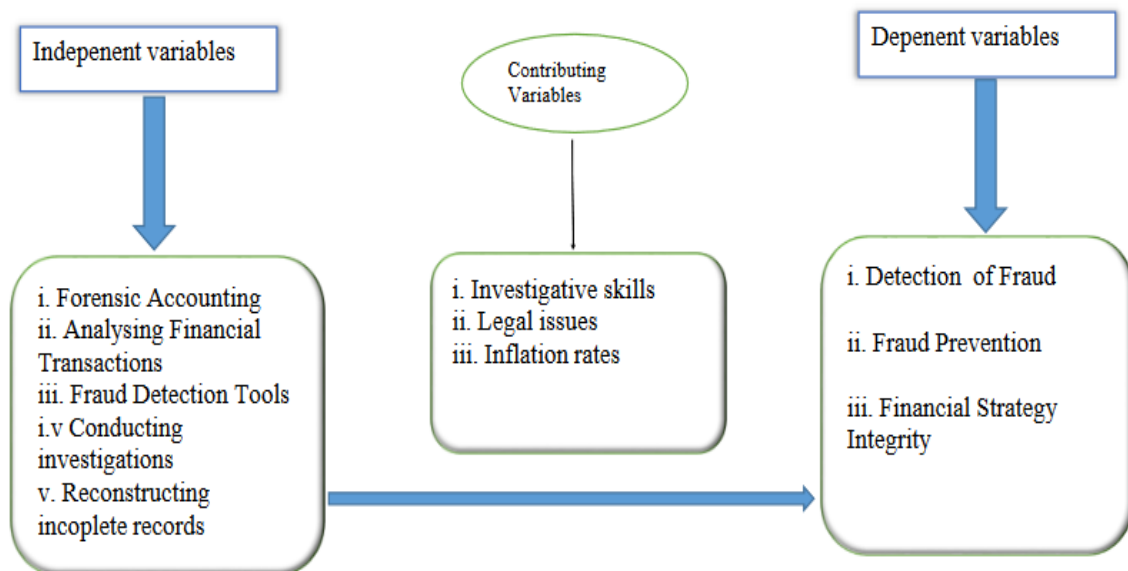 Indepenent variables
Contributing
Variables
Depenent variables
i. Forensic Accounting
ii. Analysing Financial
Transactions
iii. Fraud Detection Tools
i.v Conducting
investigations
v. Reconstructing
incoplete records
i. Investigative skills
ii. Legal issues
iii. Inflation rates
i. Detection of Fraud
ii. Fraud Prevention
iii. Financial Strategy
Integrity